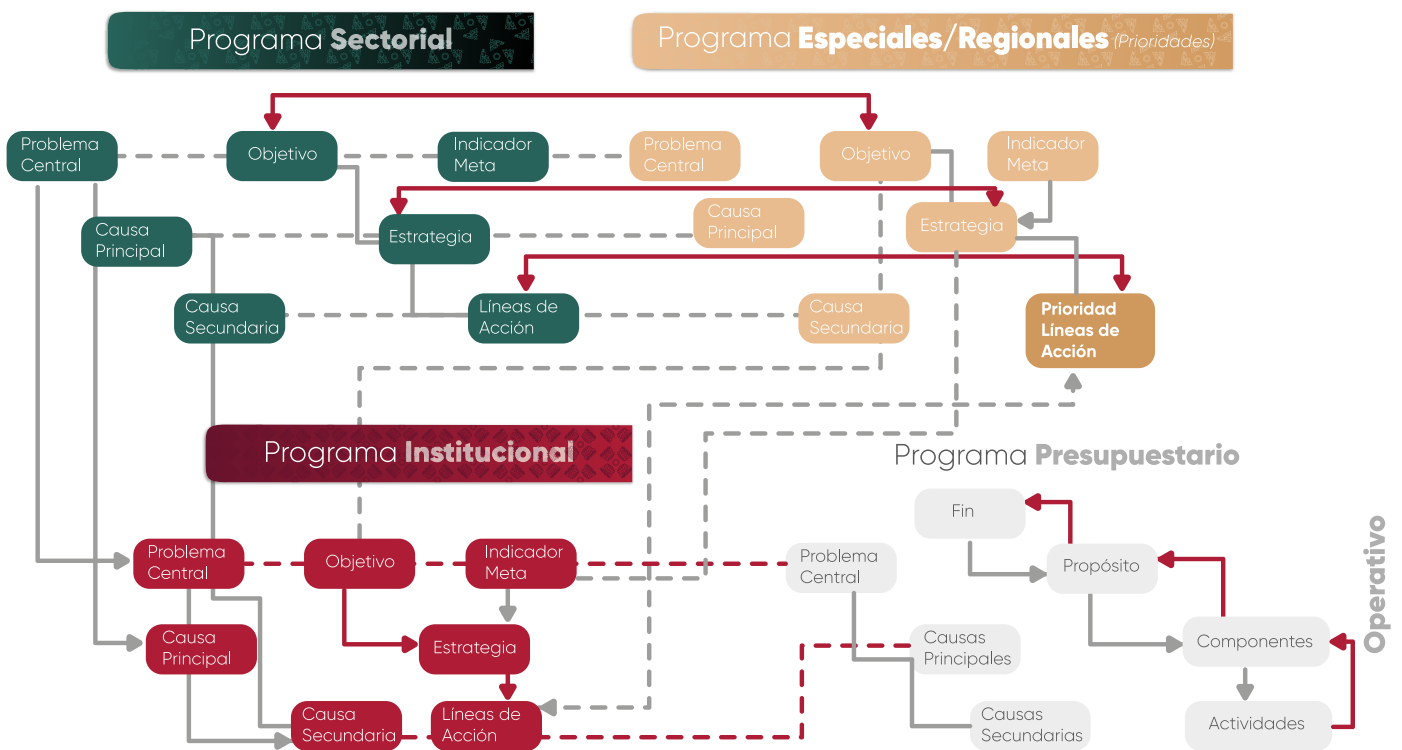 Programa Sectorial
Programa Especiales/Regionales (Prioridades)
Problema
Central
Objetivo
Indicador
Meta
Problema
Central
Objetivo
Indicador
Meta
Causa
Principal
Estrategia
Causa
Principal
Estrategia
Causa
Secundaria
Líneas de
Acción
Causa
Secundaria
Prioridad
Líneas de
Acción
Programa Institucional
Programa Presupuestario
Problema
Central
Objetivo
Indicador
Meta
Causa
Principal
Estrategia
Causa
Secundaria
Líneas de
Acción
Problema
Central
Causas
Principales
Causas
Secundarias
Fin
Propósito
Componentes
Actividades
Operativo